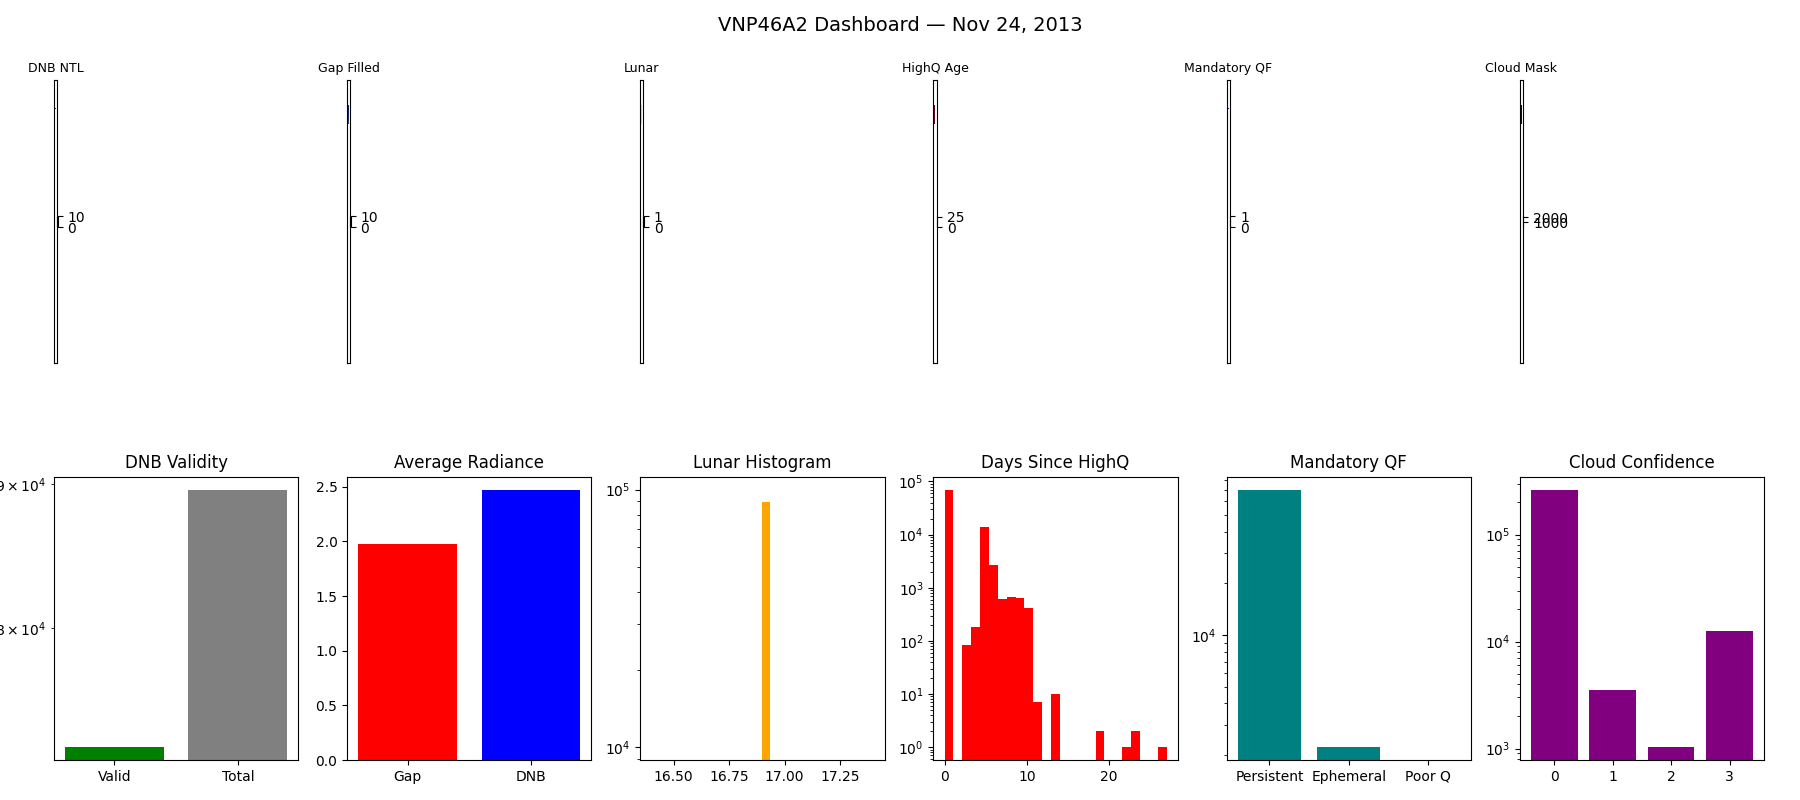 VNP46A2 Dashboard — Nov 24, 2013
DNB NTL Gap Filled Lunar HighQ Age Mandatory QF Cloud Mask
10 10 1 25 1 2000
0 0 0 0 0 1000
DNB Validity
9 × 10⁴
8 × 10⁴
Valid Total
Average Radiance
2.5
2.0
1.5
1.0
0.5
0.0
Gap DNB
Lunar Histogram
10⁵
10⁴
16.50 16.75 17.00 17.25
Days Since HighQ
10⁵
10⁴
10³
10²
10¹
10⁰
0 10 20
Mandatory QF
10⁴
Persistent Ephemeral Poor Q
Cloud Confidence
10⁵
10⁴
10³
0 1 2 3